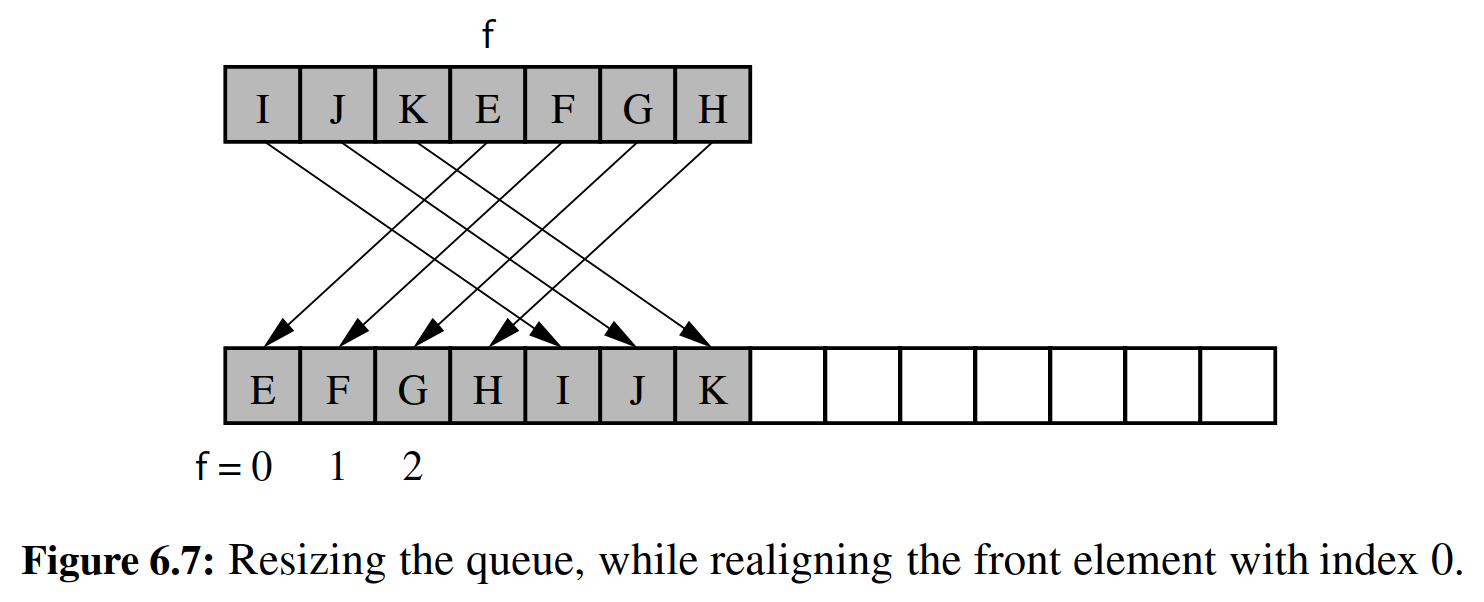 f
I J K E F G H
E F G H I J K
f = 0 1 2
Figure 6.7: Resizing the queue, while realigning the front element with index 0.